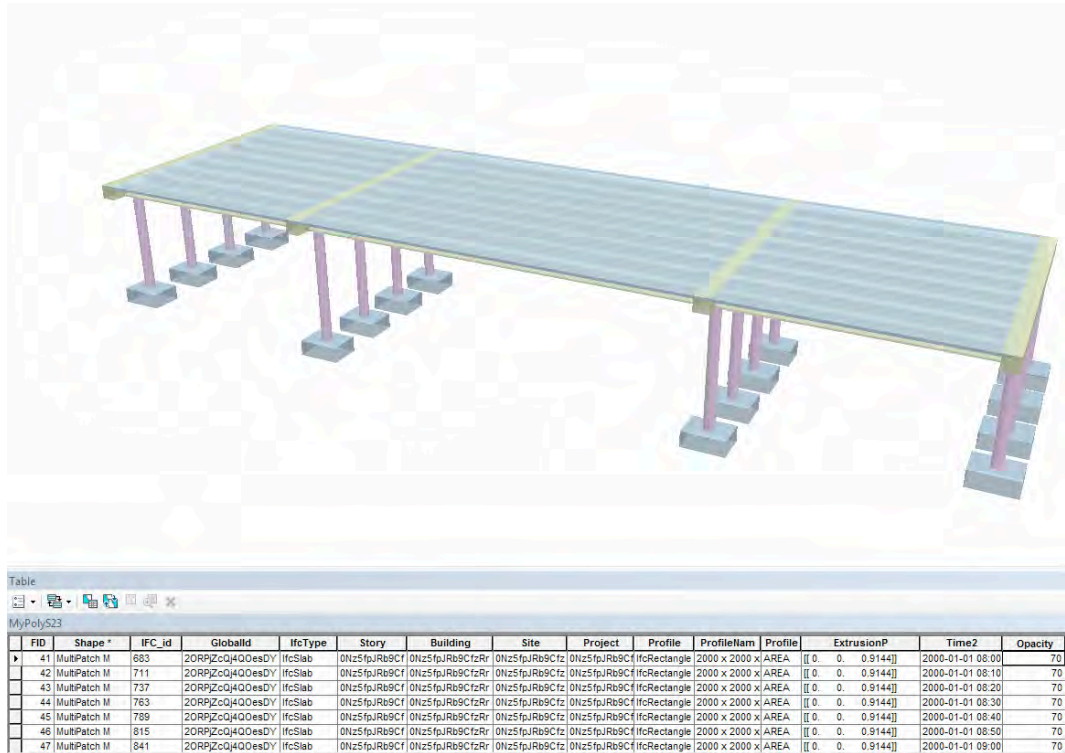 Table
MyPolyS23
FID Shape * IFC_id GlobalId IfcType Story Building Site Project Profile ProfileNam Profile ExtrusionP Time2 Opacity
41 MultiPatch M 683 2ORPjZcQj4QOesDY IfcSlab 0Nz5fpJRb9Cf 0Nz5fpJRb9CfzRr 0Nz5fpJRb9Cfz 0Nz5fpJRb9Cf IfcRectangle 2000 x 2000 x AREA [[ 0. 0. 0.9144]] 2000-01-01 08:00 70
42 MultiPatch M 711 2ORPjZcQj4QOesDY IfcSlab 0Nz5fpJRb9Cf 0Nz5fpJRb9CfzRr 0Nz5fpJRb9Cfz 0Nz5fpJRb9Cf IfcRectangle 2000 x 2000 x AREA [[ 0. 0. 0.9144]] 2000-01-01 08:10 70
43 MultiPatch M 737 2ORPjZcQj4QOesDY IfcSlab 0Nz5fpJRb9Cf 0Nz5fpJRb9CfzRr 0Nz5fpJRb9Cfz 0Nz5fpJRb9Cf IfcRectangle 2000 x 2000 x AREA [[ 0. 0. 0.9144]] 2000-01-01 08:20 70
44 MultiPatch M 763 2ORPjZcQj4QOesDY IfcSlab 0Nz5fpJRb9Cf 0Nz5fpJRb9CfzRr 0Nz5fpJRb9Cfz 0Nz5fpJRb9Cf IfcRectangle 2000 x 2000 x AREA [[ 0. 0. 0.9144]] 2000-01-01 08:30 70
45 MultiPatch M 789 2ORPjZcQj4QOesDY IfcSlab 0Nz5fpJRb9Cf 0Nz5fpJRb9CfzRr 0Nz5fpJRb9Cfz 0Nz5fpJRb9Cf IfcRectangle 2000 x 2000 x AREA [[ 0. 0. 0.9144]] 2000-01-01 08:40 70
46 MultiPatch M 815 2ORPjZcQj4QOesDY IfcSlab 0Nz5fpJRb9Cf 0Nz5fpJRb9CfzRr 0Nz5fpJRb9Cfz 0Nz5fpJRb9Cf IfcRectangle 2000 x 2000 x AREA [[ 0. 0. 0.9144]] 2000-01-01 08:50 70
47 MultiPatch M 841 2ORPjZcQj4QOesDY IfcSlab 0Nz5fpJRb9Cf 0Nz5fpJRb9CfzRr 0Nz5fpJRb9Cfz 0Nz5fpJRb9Cf IfcRectangle 2000 x 2000 x AREA [[ 0. 0. 0.9144]] 2000-01-01 09:00 70